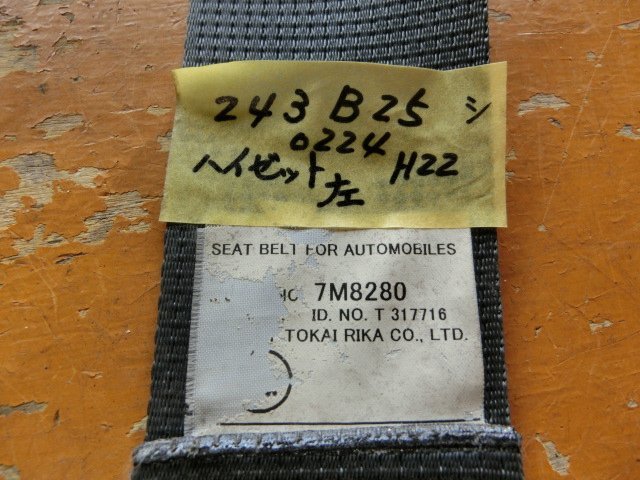 243 B25 シ
0224
ハイゼット H22
左
SEAT BELT FOR AUTOMOBILES
7M8280
ID. NO. T 317716
TOKAI RIKA CO., LTD.